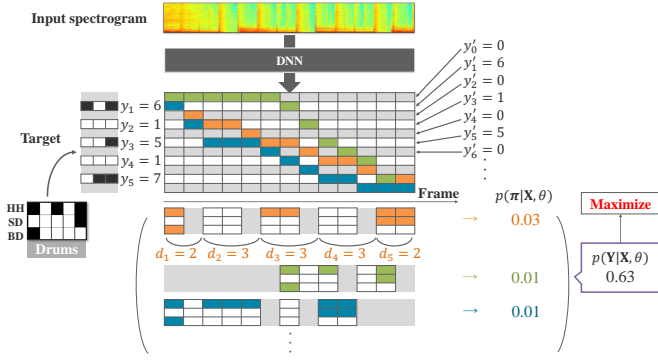 Input spectrogram
DNN
y′₀ = 0
y′₁ = 6
y′₂ = 0
y′₃ = 1
y′₄ = 0
y′₅ = 5
y′₆ = 0
⋮
Target
y₁ = 6
y₂ = 1
y₃ = 5
y₄ = 1
y₅ = 7
HH
SD
BD
Drums
Frame
p(π|X, θ)
d₁ = 2
d₂ = 3
d₃ = 3
d₄ = 3
d₅ = 2
→ 0.03
→ 0.01
→ 0.01
⋮
Maximize
p(Y|X, θ)
0.63